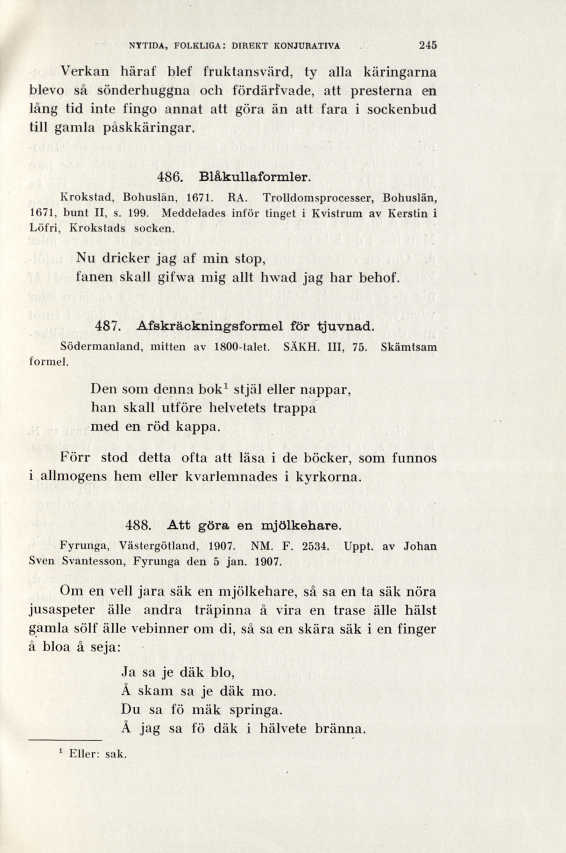 NYTIDA, FOLKLIGA: DIREKT KONJURATIVA 245
Verkan häraf blef fruktansvärd, ty alla käringarna
blevo så sönderhuggna och fördärfvade, att presterna en
lång tid inte fingo annat att göra än att fara i sockenbud
till gamla påskkäringar.
486. Blåkullaformler.
Krokstad, Bohuslän, 1671. RA. Trolldomsprocesser, Bohuslän,
1671, bunt II, s. 199. Meddelades inför tinget i Kvistrum av Kerstin i
Löfri, Krokstads socken.
Nu dricker jag af min stop,
fanen skall gifwa mig allt hwad jag har behof.
487. Afskräckningsformel för tjuvnad.
Södermanland, mitten av 1800-talet. SÄKH. III, 75. Skämtsam
formel.
Den som denna bok¹ stjäl eller nappar,
han skall utföre helvetets trappa
med en röd kappa.
Förr stod detta ofta att läsa i de böcker, som funnos
i allmogens hem eller kvarlemnades i kyrkorna.
488. Att göra en mjölkehare.
Fyrunga, Västergötland, 1907. NM. F. 2534. Uppt. av Johan
Sven Svantesson, Fyrunga den 5 jan. 1907.
Om en vell jara säk en mjölkehare, så sa en ta säk nöra
jusaspeter älle andra träpinna å vira en trase älle hälst
gamla sölf älle vebinner om di, så sa en skära säk i en finger
å bloa å seja:
Ja sa je däk blo,
Å skam sa je däk mo.
Du sa fö mäk springa.
Å jag sa fö däk i hälvete bränna.
¹ Eller: sak.